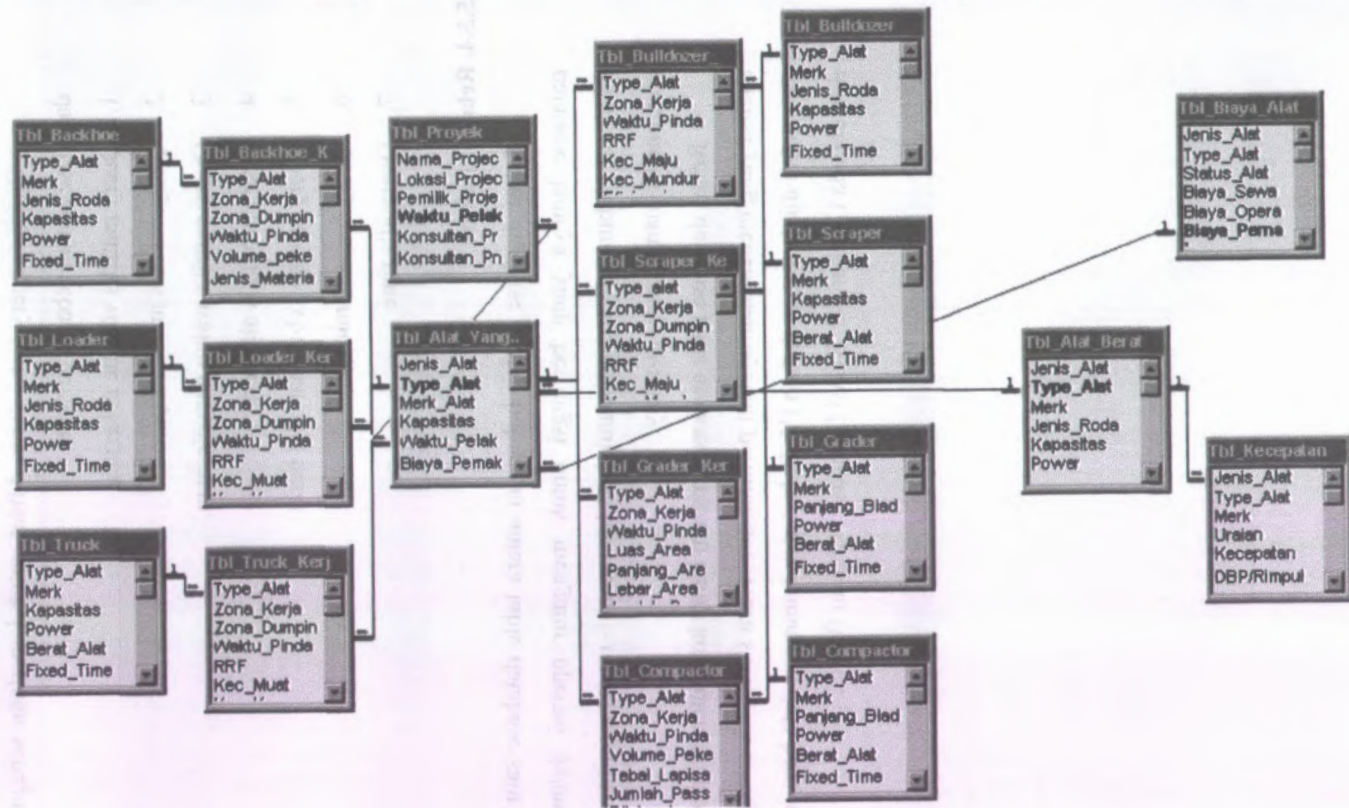 Tbl_Backhoe
Type_Alat
Merk
Jenis_Roda
Kapasitas
Power
Fixed_Time
Tbl_Backhoe_K
Type_Alat
Zona_Kerja
Zona_Dumpin
Waktu_Pinda
Volume_peke
Jenis_Materia
Tbl_Proyek
Nama_Projec
Lokasi_Projec
Pemilik_Proje
Waktu_Pelak
Konsultan_Pr
Konsultan_Pn
Tbl_Bulldozer_
Type_Alat
Zona_Kerja
Waktu_Pinda
RRF
Kec_Maju
Kec_Mundur
Tbl_Bulldozer
Type_Alat
Merk
Jenis_Roda
Kapasitas
Power
Fixed_Time
Tbl_Biaya_Alat
Jenis_Alat
Type_Alat
Status_Alat
Biaya_Sewa
Biaya_Opera
Biaya_Pema
Tbl_Loader
Type_Alat
Merk
Jenis_Roda
Kapasitas
Power
Fixed_Time
Tbl_Loader_Ker
Type_Alat
Zona_Kerja
Zona_Dumpin
Waktu_Pinda
RRF
Kec_Muat
Tbl_Alat_Yang..
Jenis_Alat
Type_Alat
Merk_Alat
Kapasitas
Waktu_Pelak
Biaya_Pemak
Tbl_Scraper_Ke
Type_alat
Zona_Kerja
Zona_Dumpin
Waktu_Pinda
RRF
Kec_Maju
Tbl_Scraper
Type_Alat
Merk
Kapasitas
Power
Berat_Alat
Fixed_Time
Tbl_Alat_Berat
Jenis_Alat
Type_Alat
Merk
Jenis_Roda
Kapasitas
Power
Tbl_Kecepatan
Jenis_Alat
Type_Alat
Merk
Uraian
Kecepatan
DBP/Rimpul
Tbl_Truck
Type_Alat
Merk
Kapasitas
Power
Berat_Alat
Fixed_Time
Tbl_Truck_Kerj
Type_Alat
Zona_Kerja
Zona_Dumpin
Waktu_Pinda
RRF
Kec_Muat
Tbl_Grader_Ker
Type_Alat
Zona_Kerja
Waktu_Pinda
Luas_Area
Panjang_Are
Lebar_Area
Tbl_Grader
Type_Alat
Merk
Panjang_Blad
Power
Berat_Alat
Fixed_Time
Tbl_Compactor
Type_Alat
Zona_Kerja
Waktu_Pinda
Volume_Peke
Tebal_Lapisa
Jumlah_Pass
Tbl_Compactor
Type_Alat
Merk
Panjang_Blad
Power
Berat_Alat
Fixed_Time